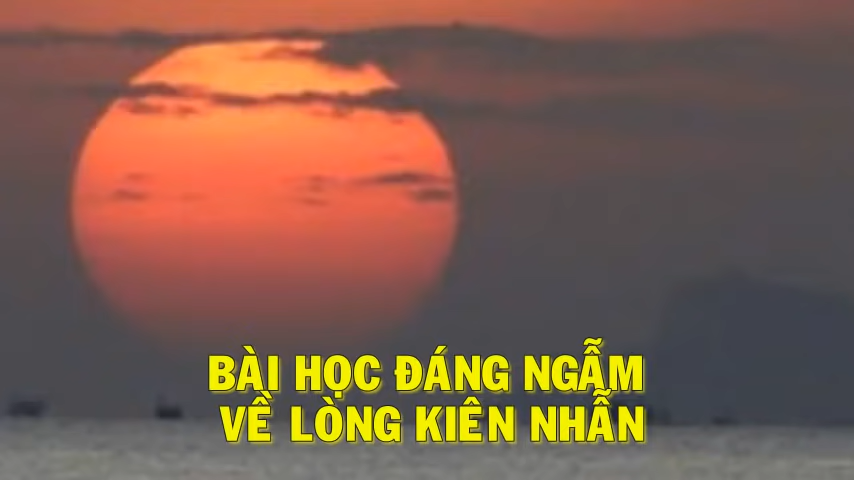 BÀI HỌC ĐÁNG NGẪM
VỀ LÒNG KIÊN NHẪN